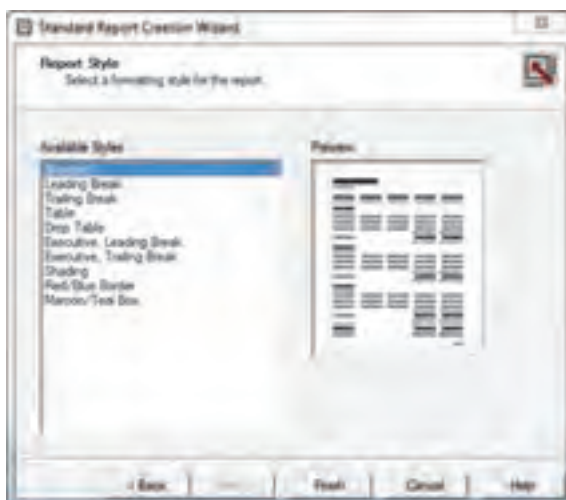 Standard Report Creation Wizard
Report Style
Select a formatting style for the report.
Available Styles
Preview
Leading Break
Trailing Break
Table
Drop Table
Executive, Leading Break
Executive, Trailing Break
Shading
Red/Blue Border
Maroon/Teal Box
< Back
Finish
Cancel
Help